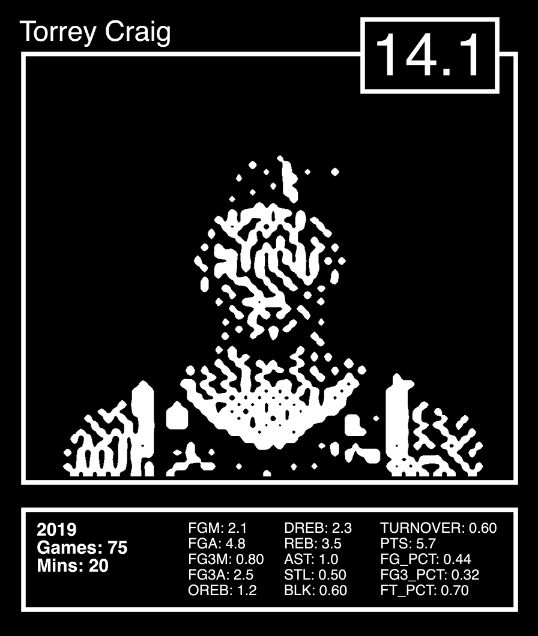 Torrey Craig
14.1
2019
Games: 75
Mins: 20
FGM: 2.1
FGA: 4.8
FG3M: 0.80
FG3A: 2.5
OREB: 1.2
DREB: 2.3
REB: 3.5
AST: 1.0
STL: 0.50
BLK: 0.60
TURNOVER: 0.60
PTS: 5.7
FG_PCT: 0.44
FG3_PCT: 0.32
FT_PCT: 0.70